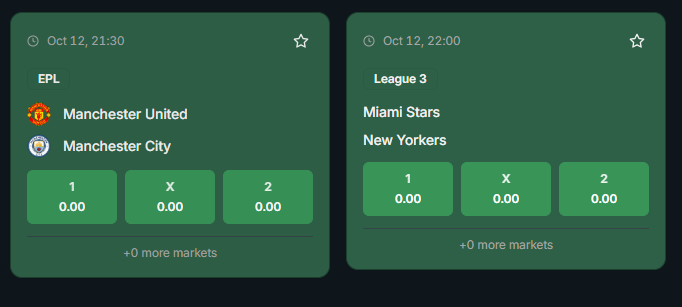 Oct 12, 21:30
EPL
Manchester United
Manchester City
1 X 2
0.00 0.00 0.00
+0 more markets
Oct 12, 22:00
League 3
Miami Stars
New Yorkers
1 X 2
0.00 0.00 0.00
+0 more markets